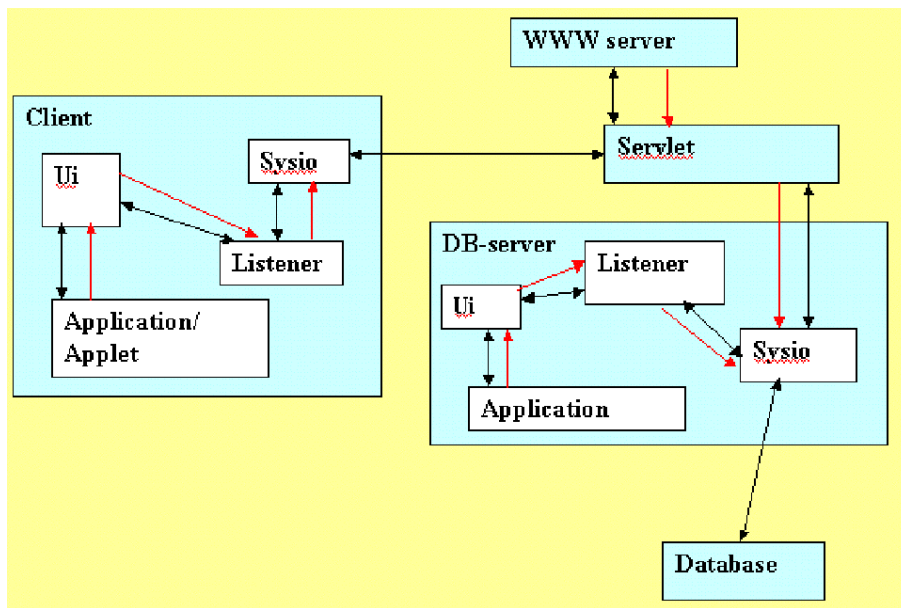 WWW server
Client
Servlet
Sysio
Ui
DB-server
Listener
Listener
Ui
Application/
Applet
Sysio
Application
Database